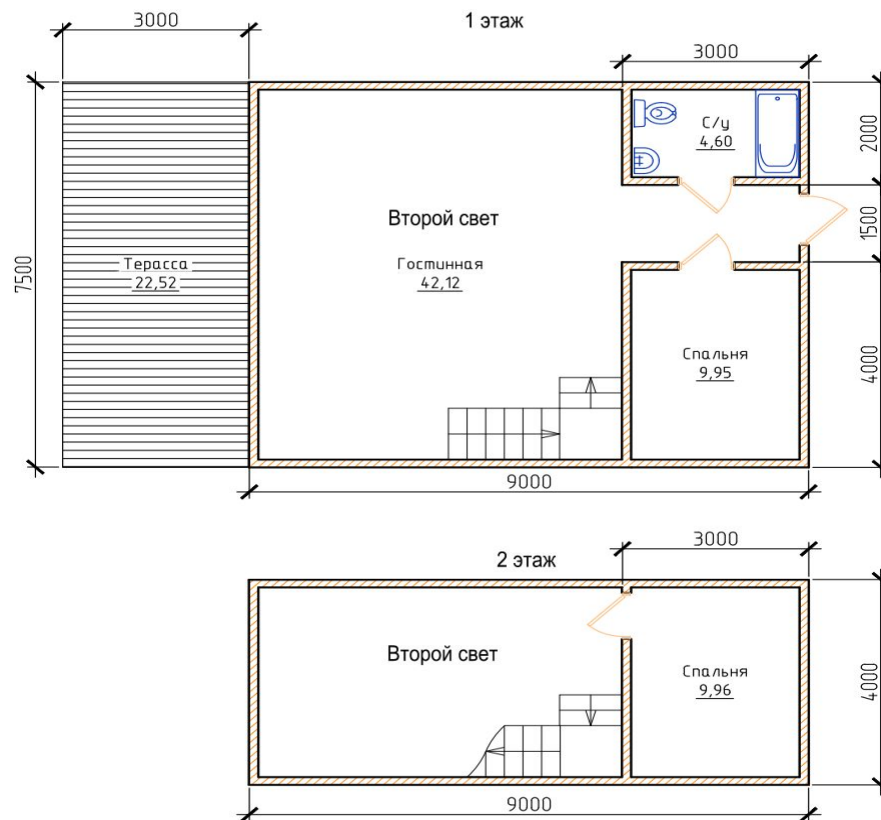 3000
1 этаж
3000
С/у
4,60
2000
Второй свет
1500
7500
Терасса
22,52
Гостинная
42,12
Спальня
9,95
4000
9000
3000
2 этаж
Второй свет
Спальня
9,96
4000
9000